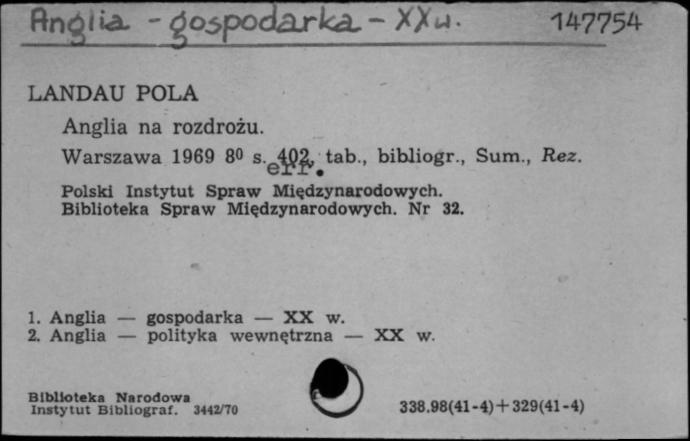 Anglia - gospodarka - XX w. 147754
LANDAU POLA
Anglia na rozdrożu.
Warszawa 1969 8⁰ s. 402, tab., bibliogr., Sum., Rez.
err.
Polski Instytut Spraw Międzynarodowych.
Biblioteka Spraw Międzynarodowych. Nr 32.
1. Anglia — gospodarka — XX w.
2. Anglia — polityka wewnętrzna — XX w.
Biblioteka Narodowa
Instytut Bibliograf. 3442/70 338.98(41-4)+329(41-4)